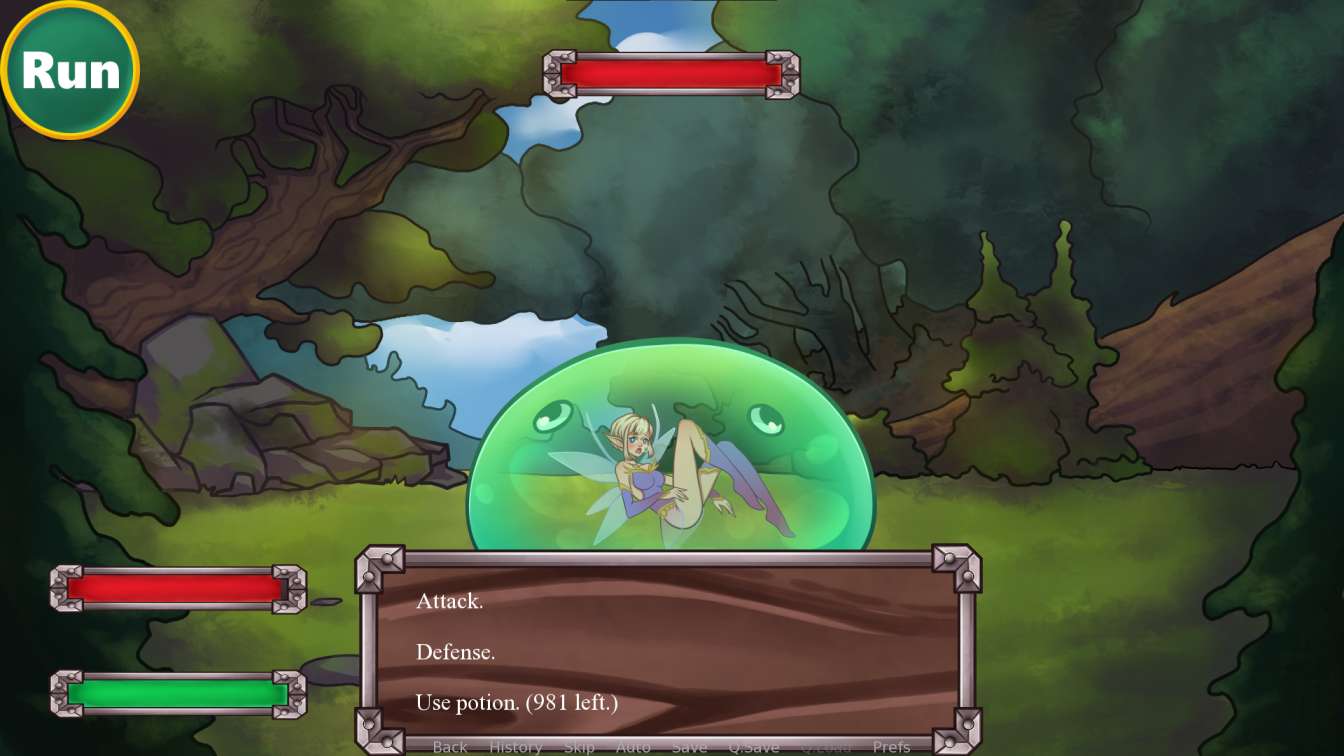 Run
Attack.
Defense.
Use potion. (981 left.)
Back History Skip Auto Save Q.Save Q.Load Prefs